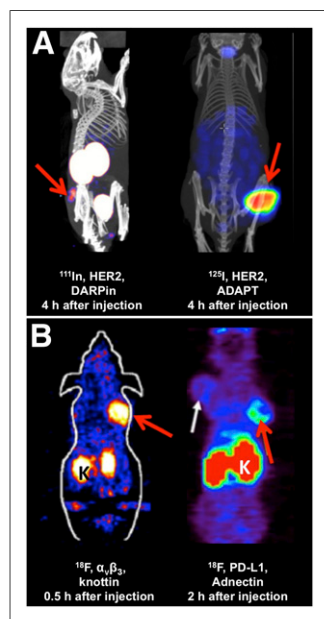 A
¹¹¹In, HER2,
DARPin
4 h after injection
¹²⁵I, HER2,
ADAPT
4 h after injection
B
K
K
¹⁸F, αᵥβ₃,
knottin
0.5 h after injection
¹⁸F, PD-L1,
Adnectin
2 h after injection